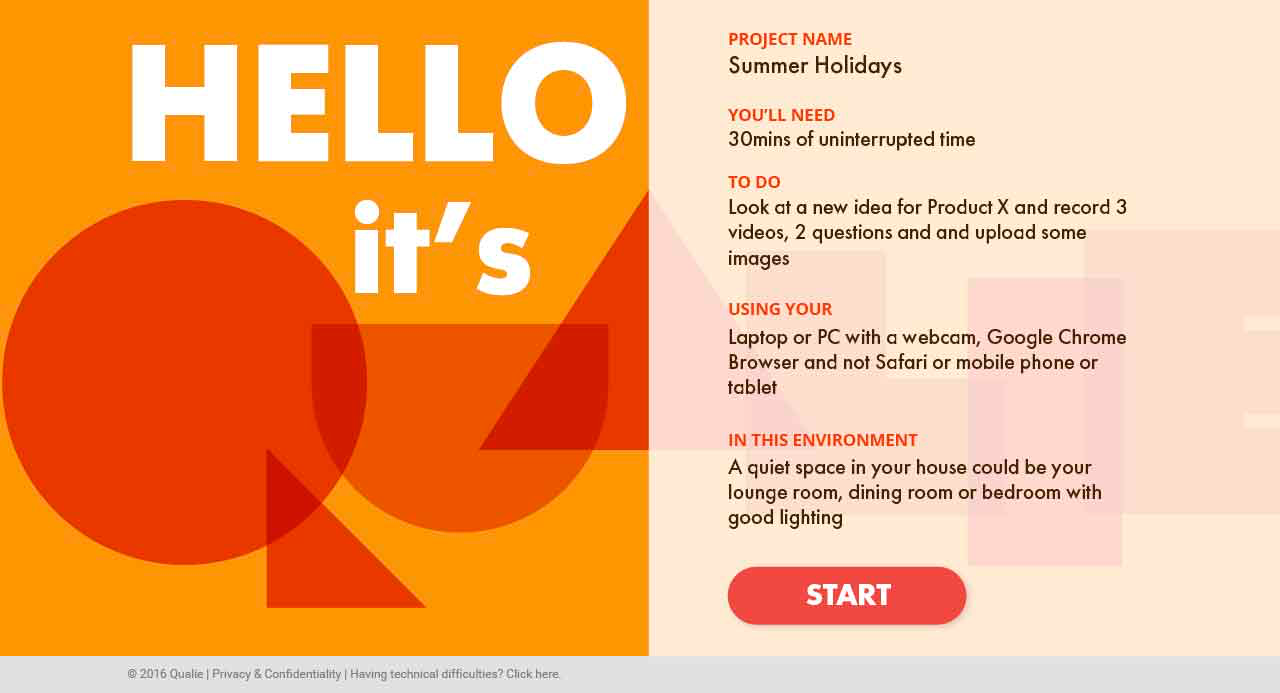 HELLO
it's
PROJECT NAME
Summer Holidays
YOU'LL NEED
30mins of uninterrupted time
TO DO
Look at a new idea for Product X and record 3
videos, 2 questions and and upload some
images
USING YOUR
Laptop or PC with a webcam, Google Chrome
Browser and not Safari or mobile phone or
tablet
IN THIS ENVIRONMENT
A quiet space in your house could be your
lounge room, dining room or bedroom with
good lighting
START
© 2016 Qualie | Privacy & Confidentiality | Having technical difficulties? Click here.